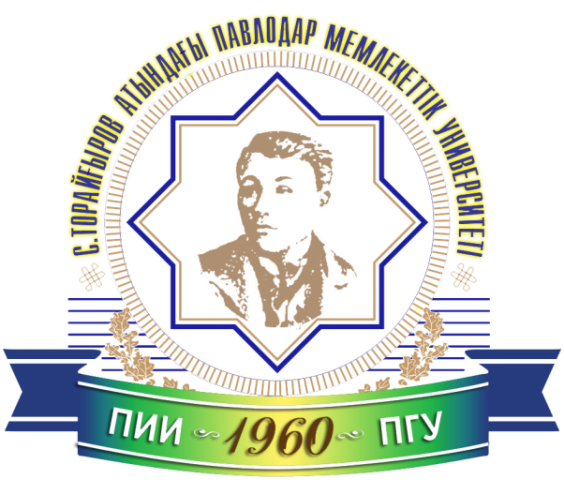 С.ТОРАЙҒЫРОВ АТЫНДАҒЫ ПАВЛОДАР МЕМЛЕКЕТТІК УНИВЕРСИТЕТІ
ПИИ ~ 1960 ~ ПГУ